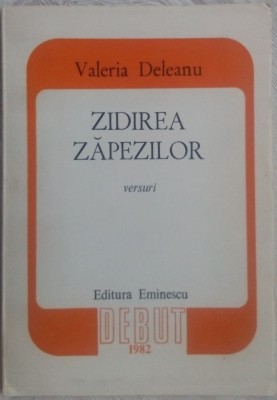 Valeria Deleanu
ZIDIREA
ZĂPEZILOR
versuri
Editura Eminescu
DEBUT
1982